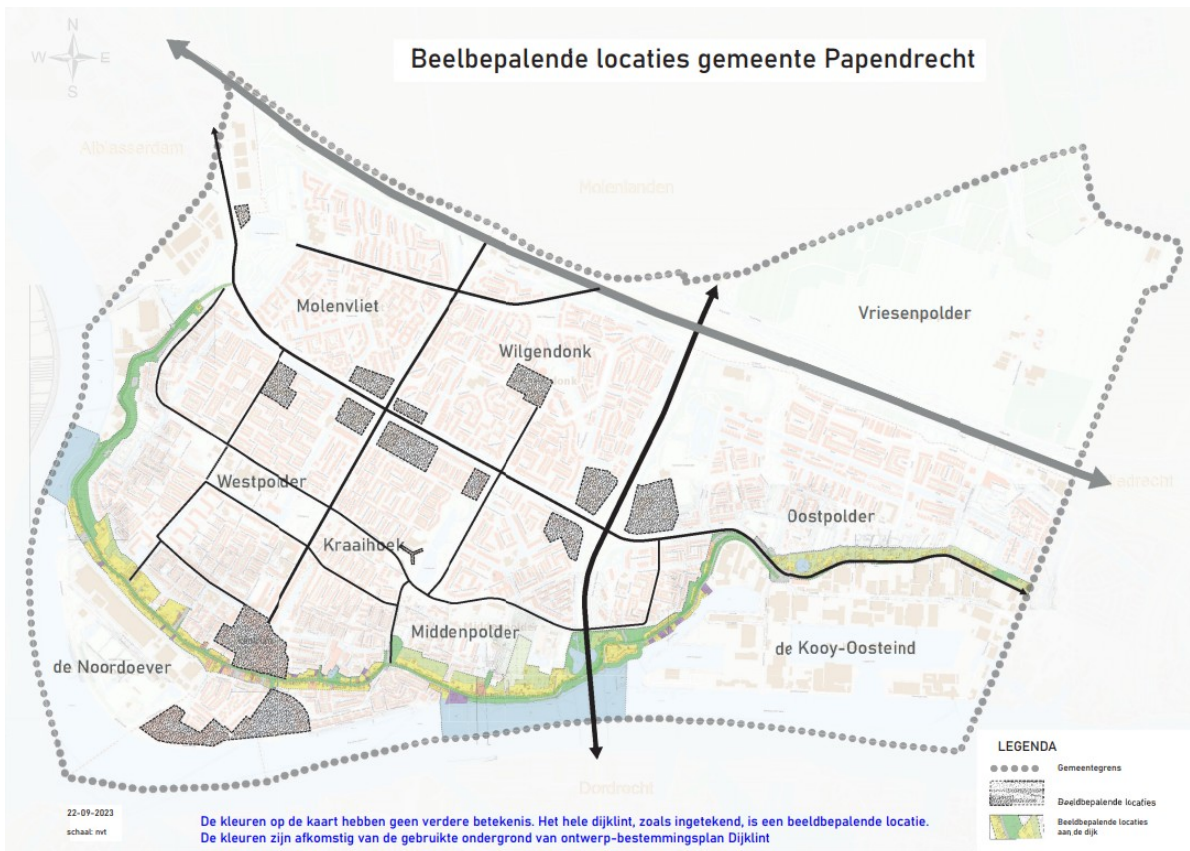 N
W E
S
Beelbepalende locaties gemeente Papendrecht
Alblasserdam
Molenlanden
Molenvliet
Vriesenpolder
Wilgendonk
Westpolder
Oostpolder
Kraaihoek
Middenpolder
de Noordoever
de Kooy-Oosteind
Dordrecht
LEGENDA
Gemeentegrens
Beeldbepalende locaties
Beeldbepalende locaties
aan de dijk
22-09-2023
schaal: nvt
De kleuren op de kaart hebben geen verdere betekenis. Het hele dijklint, zoals ingetekend, is een beeldbepalende locatie.
De kleuren zijn afkomstig van de gebruikte ondergrond van ontwerp-bestemmingsplan Dijklint